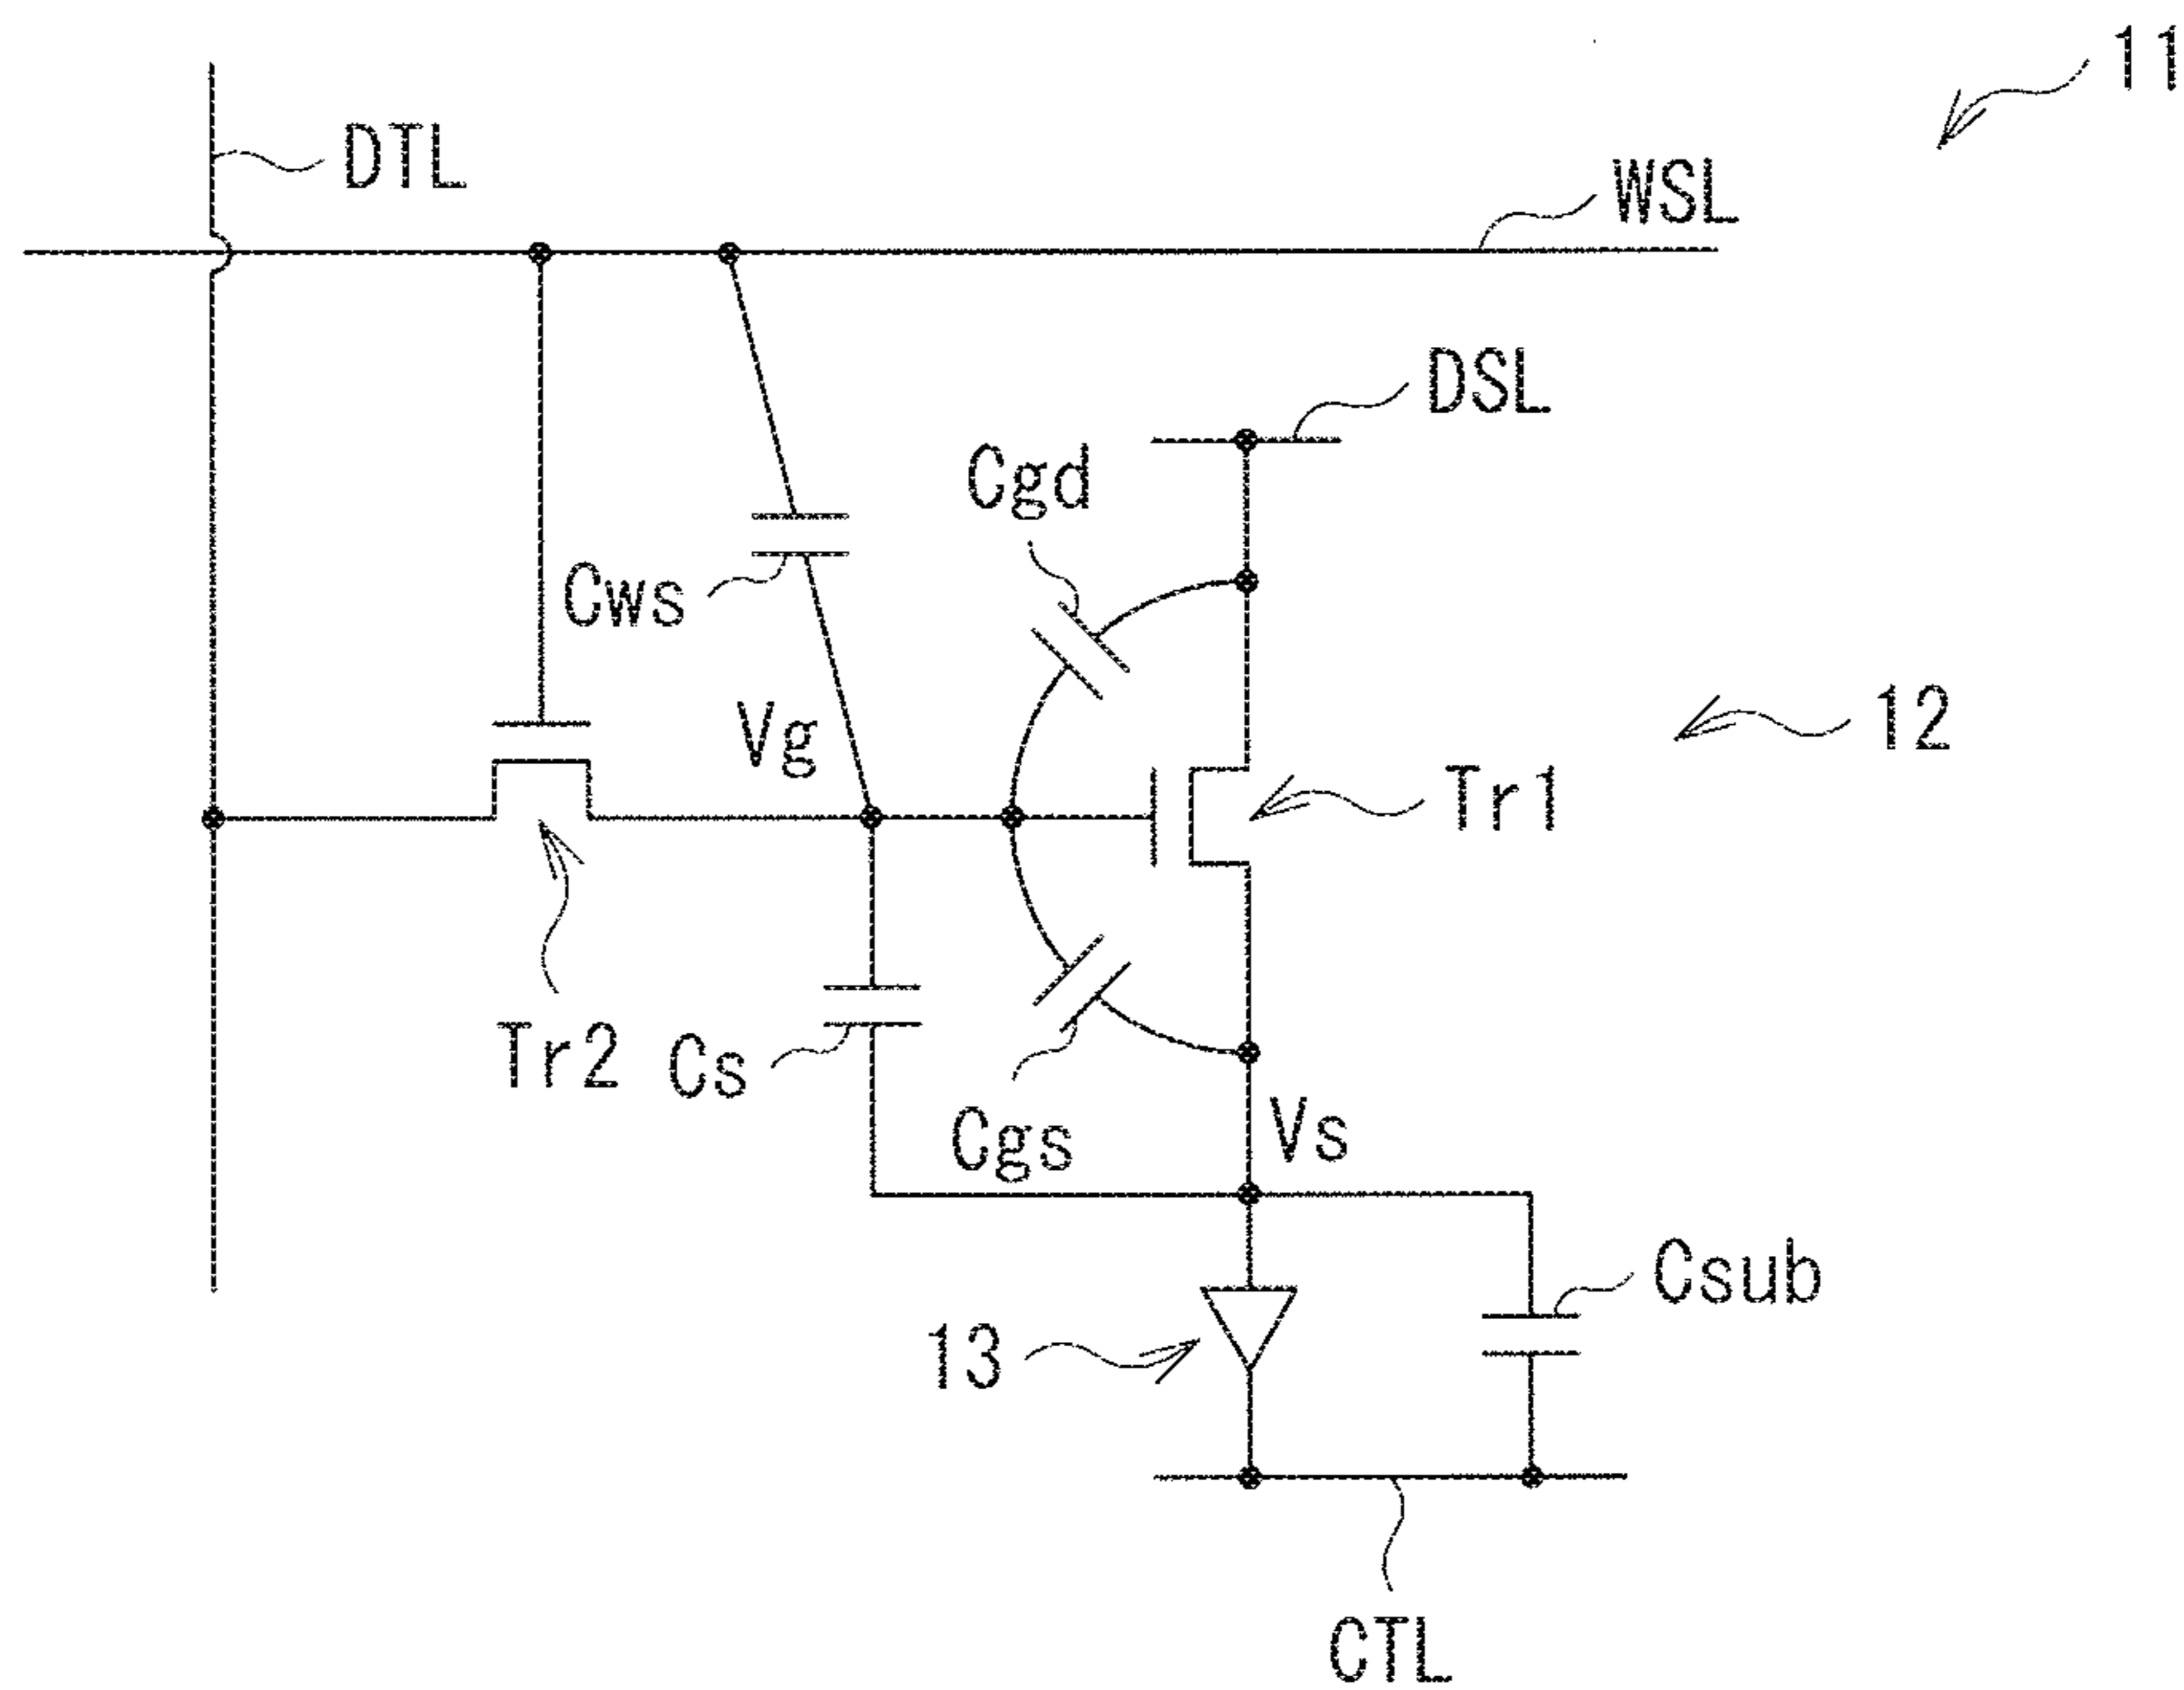 11
DTL
WSL
DSL
Cgd
Cws
Vg
12
Tr1
Tr2
Cs
Cgs
Vs
Csub
13
CTL